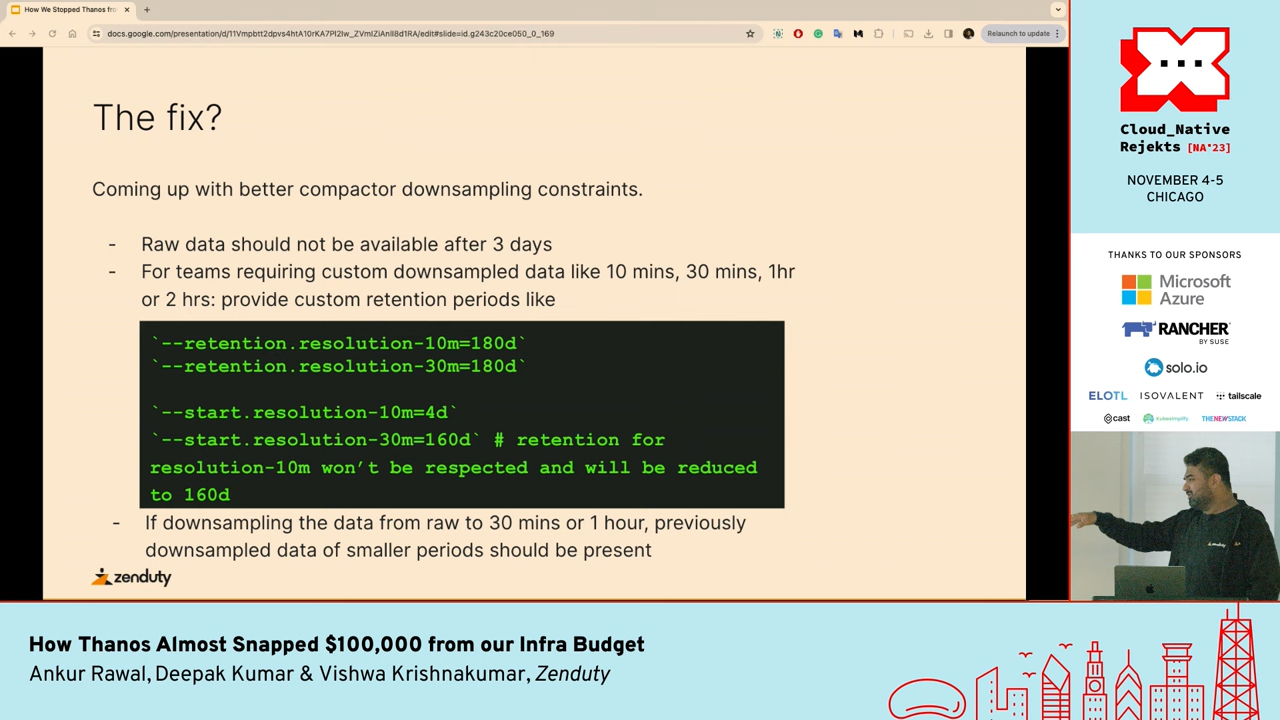 How We Stopped Thanos from
docs.google.com/presentation/d/11Vmpbtt2dpvs4htA10rKA7Pl2Iw_ZVmIZiAnll8d1RA/edit#slide=id.g243c20ce050_0_169
Relaunch to update
The fix?
Coming up with better compactor downsampling constraints.
- Raw data should not be available after 3 days
- For teams requiring custom downsampled data like 10 mins, 30 mins, 1hr
or 2 hrs: provide custom retention periods like
`--retention.resolution-10m=180d`
`--retention.resolution-30m=180d`
`--start.resolution-10m=4d`
`--start.resolution-30m=160d` # retention for
resolution-10m won't be respected and will be reduced
to 160d
- If downsampling the data from raw to 30 mins or 1 hour, previously
downsampled data of smaller periods should be present
zenduty
Cloud_Native
Rejekts [NA'23]
NOVEMBER 4-5
CHICAGO
THANKS TO OUR SPONSORS
Microsoft
Azure
RANCHER
BY SUSE
solo.io
ELOTL ISOVALENT tailscale
cast kubesimplify THENEWSTACK
zenduty
How Thanos Almost Snapped $100,000 from our Infra Budget
Ankur Rawal, Deepak Kumar & Vishwa Krishnakumar, Zenduty